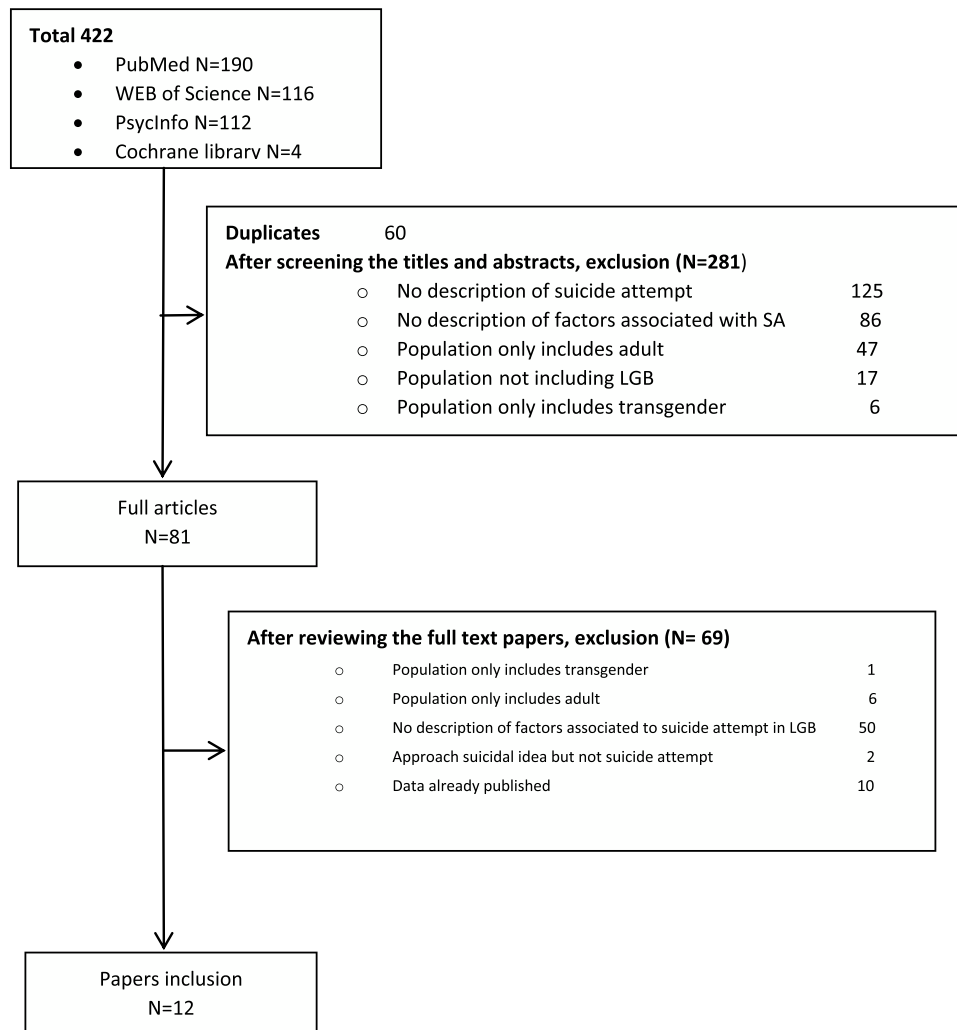 Total 422
• PubMed N=190
• WEB of Science N=116
• PsycInfo N=112
• Cochrane library N=4
Duplicates 60
After screening the titles and abstracts, exclusion (N=281)
○ No description of suicide attempt 125
○ No description of factors associated with SA 86
○ Population only includes adult 47
○ Population not including LGB 17
○ Population only includes transgender 6
Full articles
N=81
After reviewing the full text papers, exclusion (N= 69)
○ Population only includes transgender 1
○ Population only includes adult 6
○ No description of factors associated to suicide attempt in LGB 50
○ Approach suicidal idea but not suicide attempt 2
○ Data already published 10
Papers inclusion
N=12